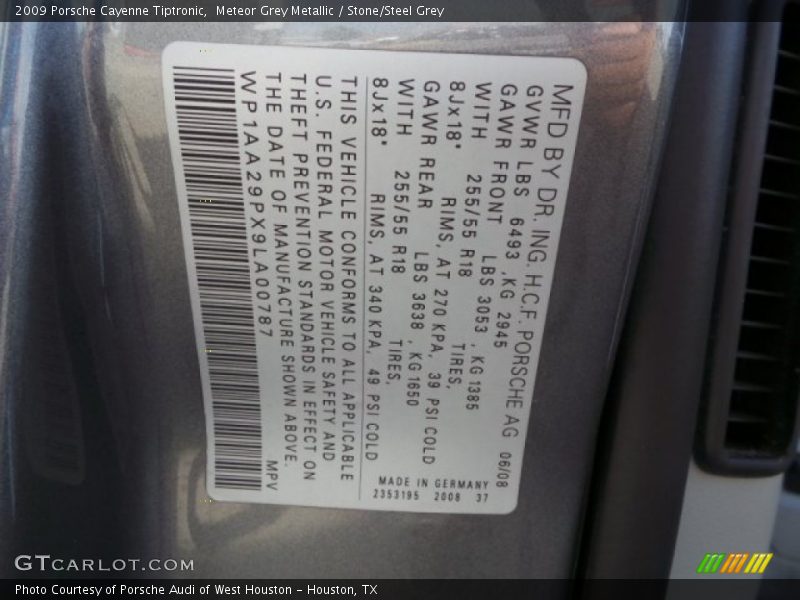 2009 Porsche Cayenne Tiptronic,  Meteor Grey Metallic / Stone/Steel Grey
MFD BY DR. ING. H.C.F. PORSCHE AG 06/08
GVWR LBS 6493 ,KG 2945
GAWR FRONT LBS 3053 ,KG 1385
WITH 255/55 R18 TIRES,
8Jx18" RIMS, AT 270 KPA, 39 PSI COLD
GAWR REAR LBS 3638 ,KG1650
WITH 255/55 R18 TIRES,
8Jx18" RIMS, AT 340 KPA, 49 PSI COLD
MADE IN GERMANY
2353195 2008 37
THIS VEHICLE CONFORMS TO ALL APPLICABLE
U.S. FEDERAL MOTOR VEHICLE SAFETY AND
THEFT PREVENTION STANDARDS IN EFFECT ON
THE DATE OF MANUFACTURE SHOWN ABOVE.
WP1AA29PX9LA00787 MPV
GTCARLOT.COM
Photo Courtesy of Porsche Audi of West Houston - Houston, TX